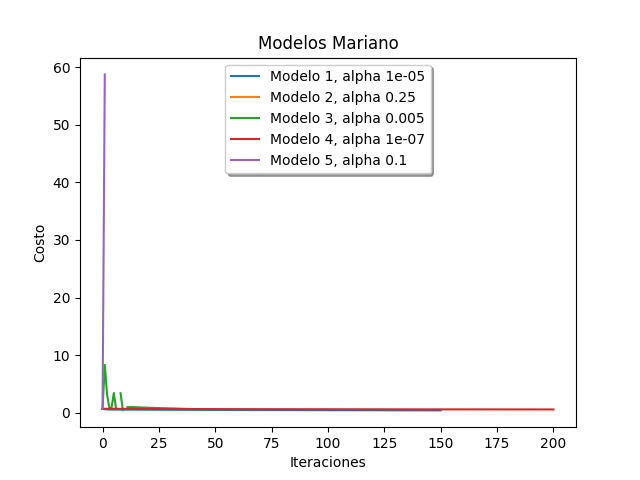 Modelos Mariano
60
50
40
30
20
10
0
Costo
Modelo 1, alpha 1e-05
Modelo 2, alpha 0.25
Modelo 3, alpha 0.005
Modelo 4, alpha 1e-07
Modelo 5, alpha 0.1
0 25 50 75 100 125 150 175 200
Iteraciones